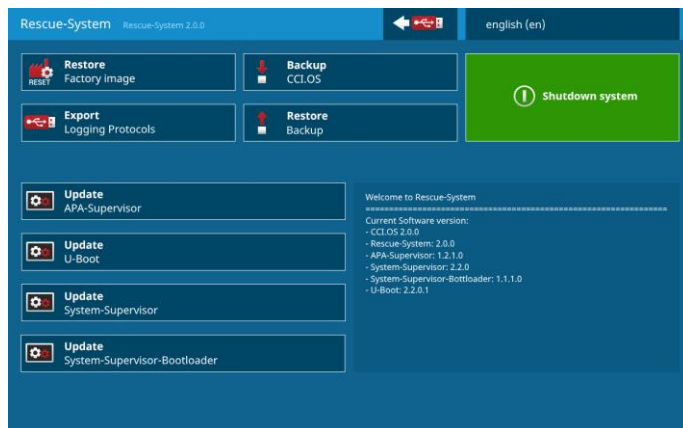 Rescue-System Rescue-System 2.0.0
english (en)
Restore
Factory image
RESET
Backup
CCI.OS
Shutdown system
Export
Logging Protocols
Restore
Backup
Update
APA-Supervisor
Update
U-Boot
Update
System-Supervisor
Update
System-Supervisor-Bootloader
Welcome to Rescue-System
==================================================================
Current Software version:
- CCI.OS 2.0.0
- Rescue-System: 2.0.0
- APA-Supervisor: 1.2.1.0
- System-Supervisor: 2.2.0
- System-Supervisor-Bottloader: 1.1.1.0
- U-Boot: 2.2.0.1